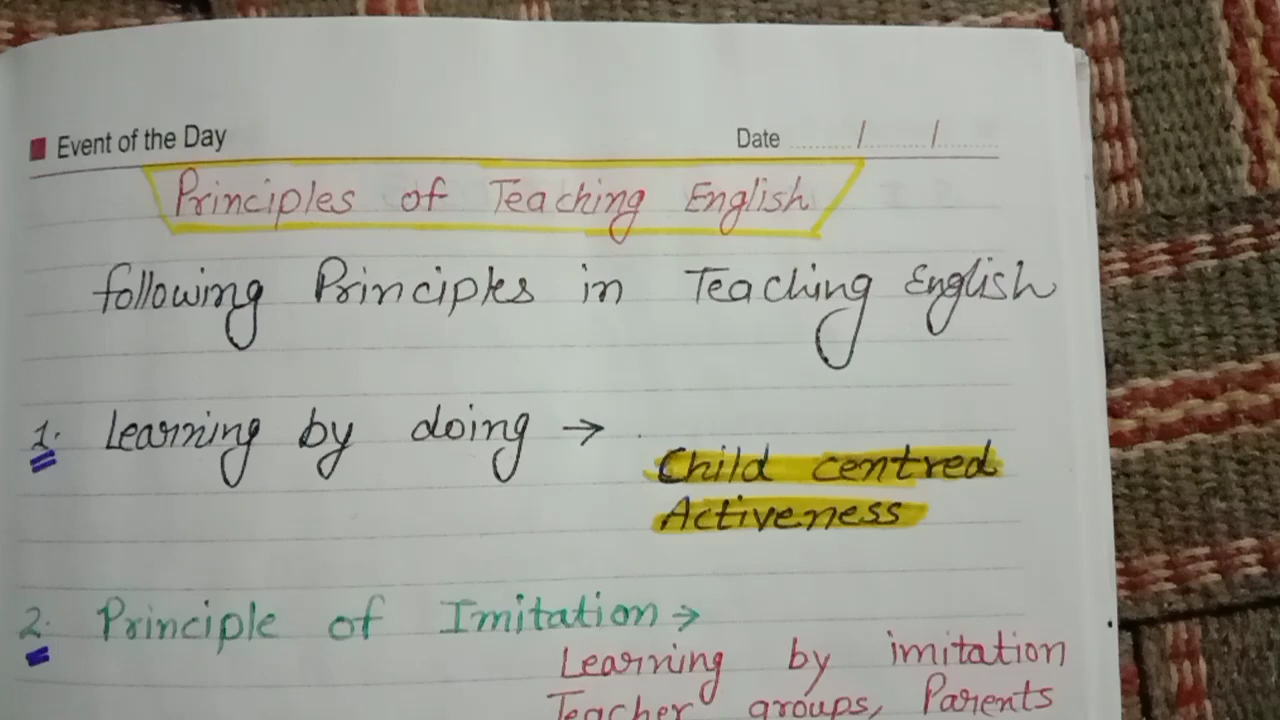 Event of the Day
Date ......../......../........
Principles of Teaching English
following Principles in Teaching English
1. Learning by doing →
Child centred
Activeness
2. Principle of Imitation →
Learning by imitation
Teacher groups, Parents